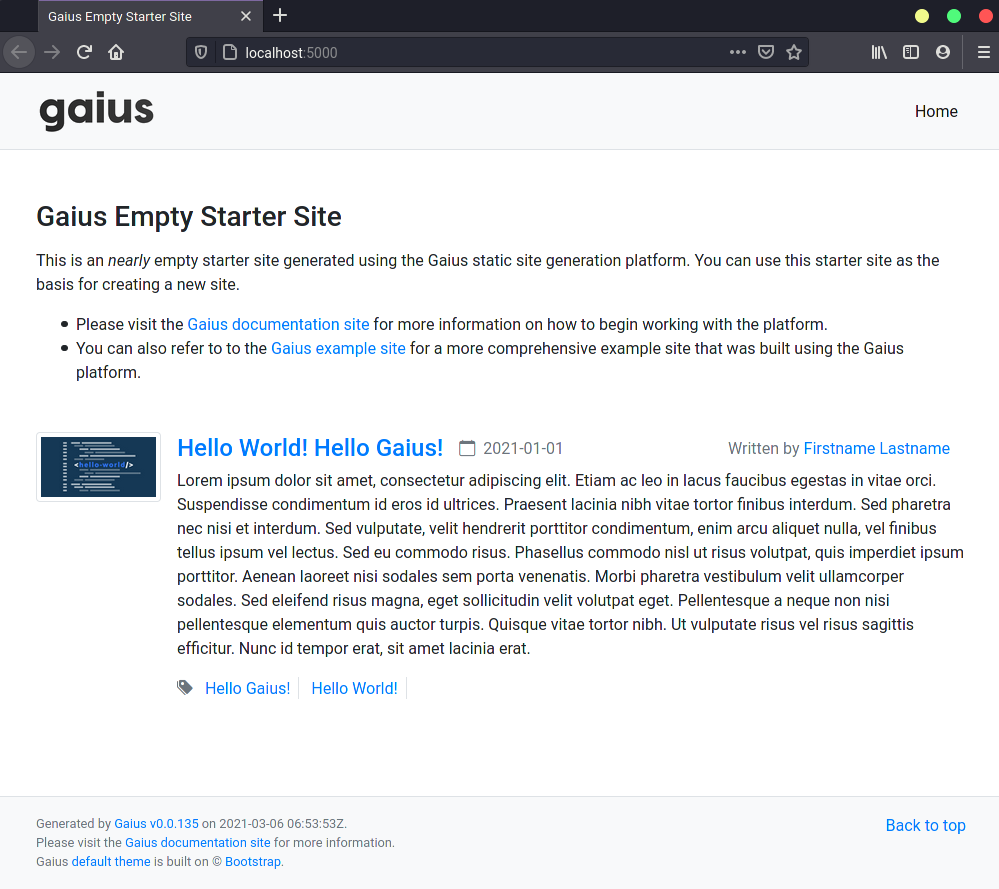 Gaius Empty Starter Site
localhost:5000
gaius
Home
Gaius Empty Starter Site
This is an nearly empty starter site generated using the Gaius static site generation platform. You can use this starter site as the
basis for creating a new site.
Please visit the Gaius documentation site for more information on how to begin working with the platform.
You can also refer to to the Gaius example site for a more comprehensive example site that was built using the Gaius
platform.
<hello-world/>
Hello World! Hello Gaius! 2021-01-01 Written by Firstname Lastname
Lorem ipsum dolor sit amet, consectetur adipiscing elit. Etiam ac leo in lacus faucibus egestas in vitae orci.
Suspendisse condimentum id eros id ultrices. Praesent lacinia nibh vitae tortor finibus interdum. Sed pharetra
nec nisi et interdum. Sed vulputate, velit hendrerit porttitor condimentum, enim arcu aliquet nulla, vel finibus
tellus ipsum vel lectus. Sed eu commodo risus. Phasellus commodo nisl ut risus volutpat, quis imperdiet ipsum
porttitor. Aenean laoreet nisi sodales sem porta venenatis. Morbi pharetra vestibulum velit ullamcorper
sodales. Sed eleifend risus magna, eget sollicitudin velit volutpat eget. Pellentesque a neque non nisi
pellentesque elementum quis auctor turpis. Quisque vitae tortor nibh. Ut vulputate risus vel risus sagittis
efficitur. Nunc id tempor erat, sit amet lacinia erat.
Hello Gaius! Hello World!
Generated by Gaius v0.0.135 on 2021-03-06 06:53:53Z.
Back to top
Please visit the Gaius documentation site for more information.
Gaius default theme is built on © Bootstrap.